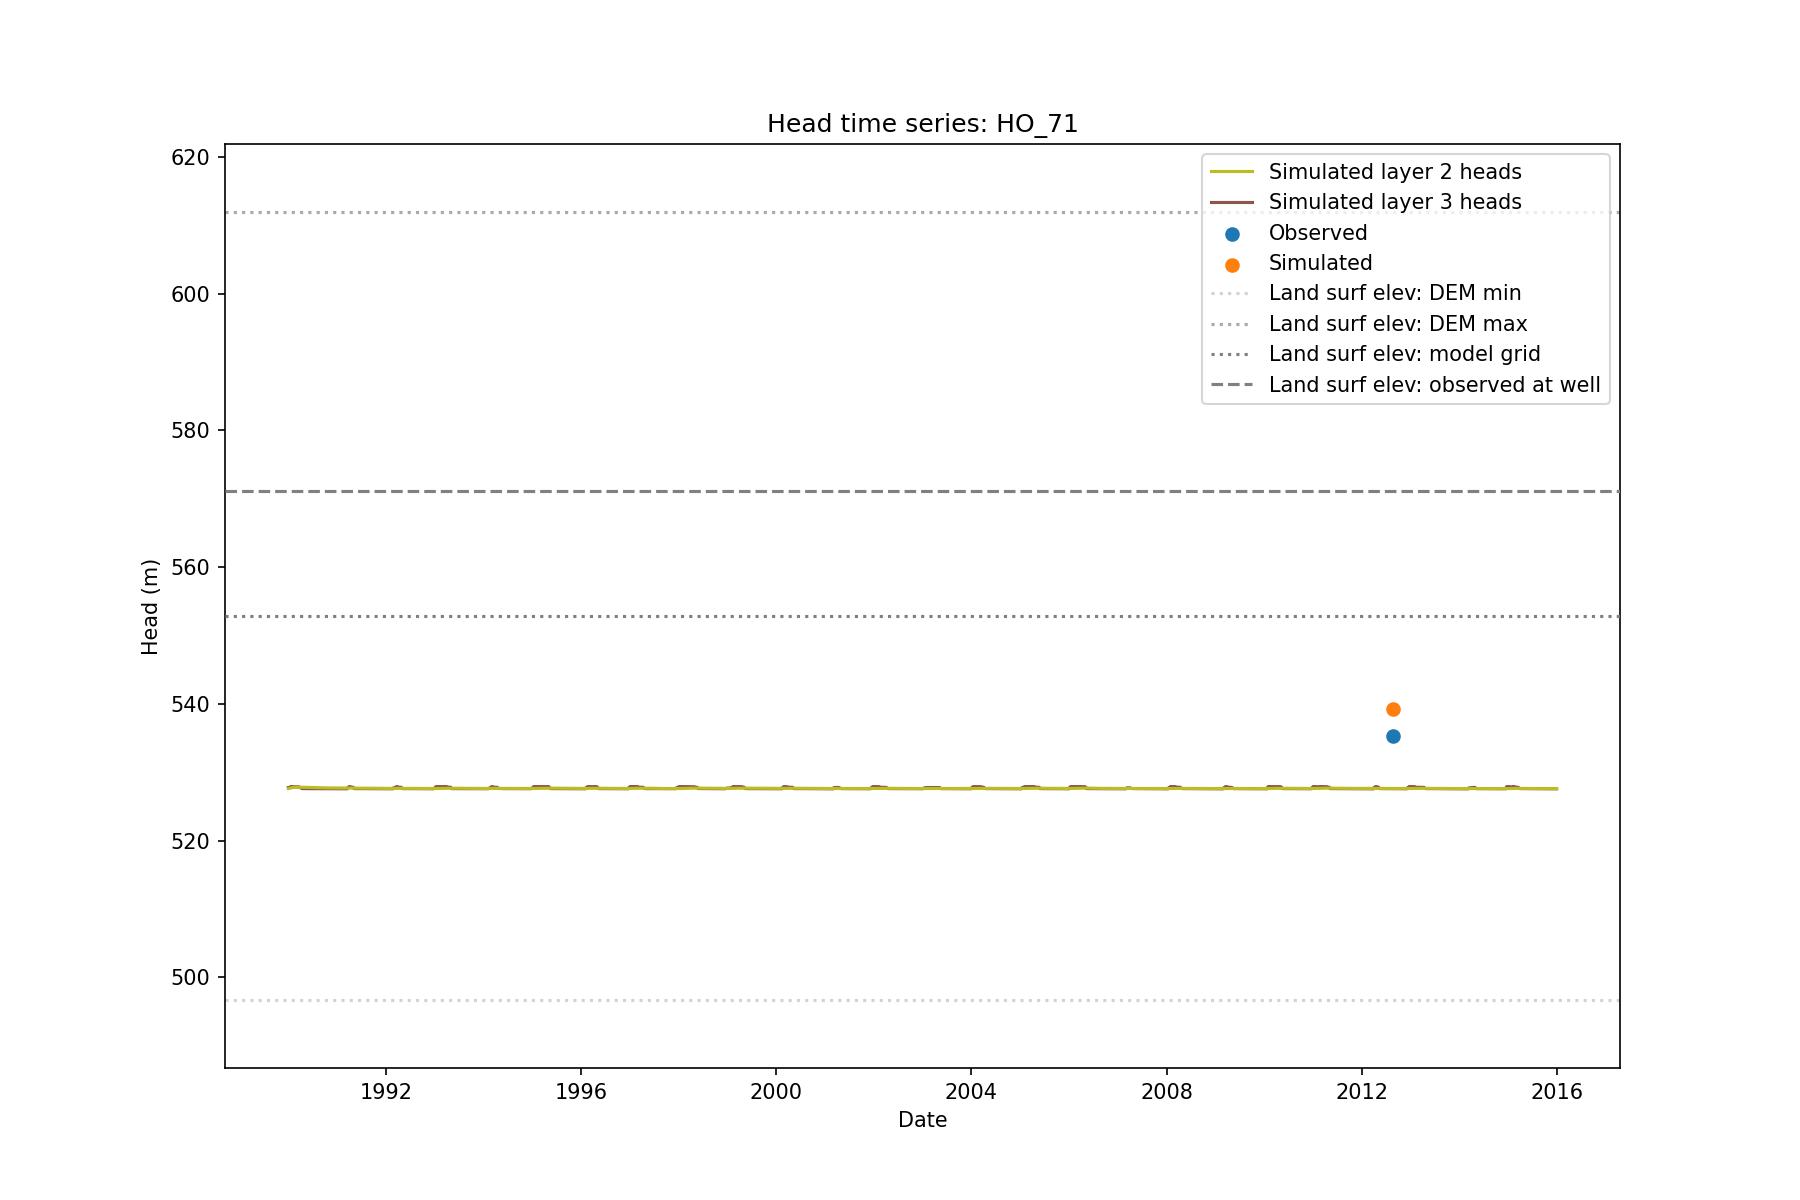 Head time series: HO_71
620
600
580
560
540
520
500
Head (m)
Simulated layer 2 heads
Simulated layer 3 heads
Observed
Simulated
Land surf elev: DEM min
Land surf elev: DEM max
Land surf elev: model grid
Land surf elev: observed at well
1992 1996 2000 2004 2008 2012 2016
Date